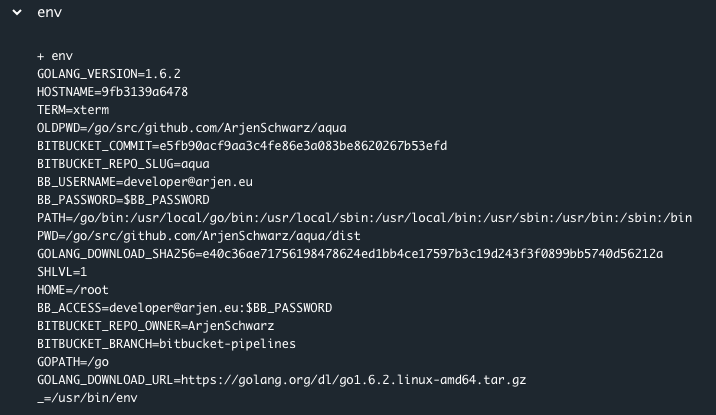 env
+ env
GOLANG_VERSION=1.6.2
HOSTNAME=9fb3139a6478
TERM=xterm
OLDPWD=/go/src/github.com/ArjenSchwarz/aqua
BITBUCKET_COMMIT=e5fb90acf9aa3c4fe86e3a083be8620267b53efd
BITBUCKET_REPO_SLUG=aqua
BB_USERNAME=developer@arjen.eu
BB_PASSWORD=$BB_PASSWORD
PATH=/go/bin:/usr/local/go/bin:/usr/local/sbin:/usr/local/bin:/usr/sbin:/usr/bin:/sbin:/bin
PWD=/go/src/github.com/ArjenSchwarz/aqua/dist
GOLANG_DOWNLOAD_SHA256=e40c36ae71756198478624ed1bb4ce17597b3c19d243f3f0899bb5740d56212a
SHLVL=1
HOME=/root
BB_ACCESS=developer@arjen.eu:$BB_PASSWORD
BITBUCKET_REPO_OWNER=ArjenSchwarz
BITBUCKET_BRANCH=bitbucket-pipelines
GOPATH=/go
GOLANG_DOWNLOAD_URL=https://golang.org/dl/go1.6.2.linux-amd64.tar.gz
_=/usr/bin/env